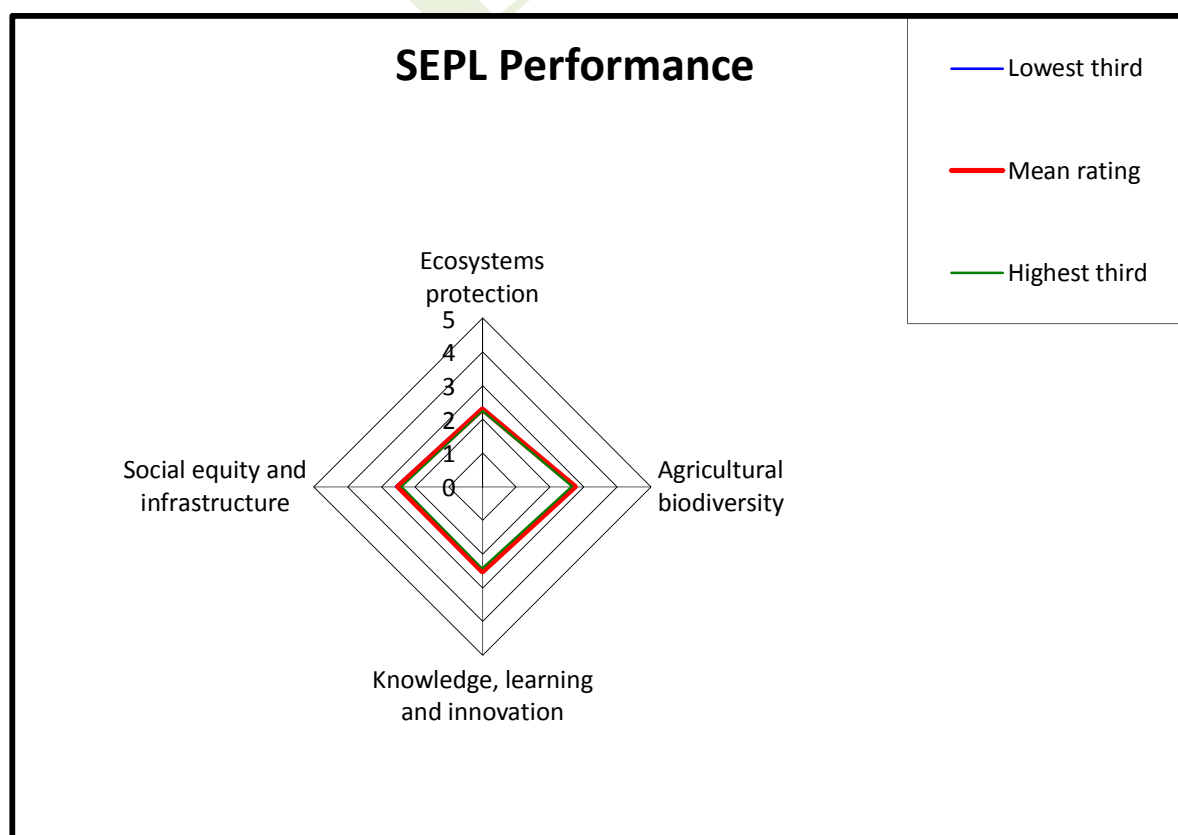 SEPL Performance
Lowest third
Mean rating
Highest third
Ecosystems
protection
5
4
3
2
1
0
Social equity and
infrastructure
Agricultural
biodiversity
Knowledge, learning
and innovation